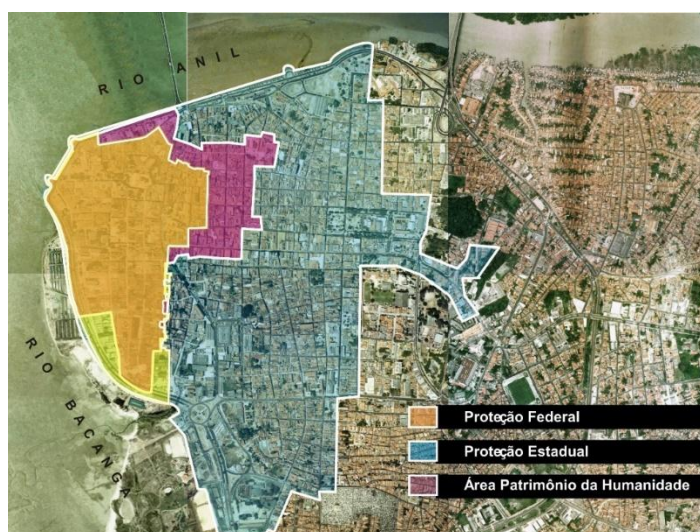 RIO ANIL
RIO BACANGA
Proteção Federal
Proteção Estadual
Área Patrimônio da Humanidade